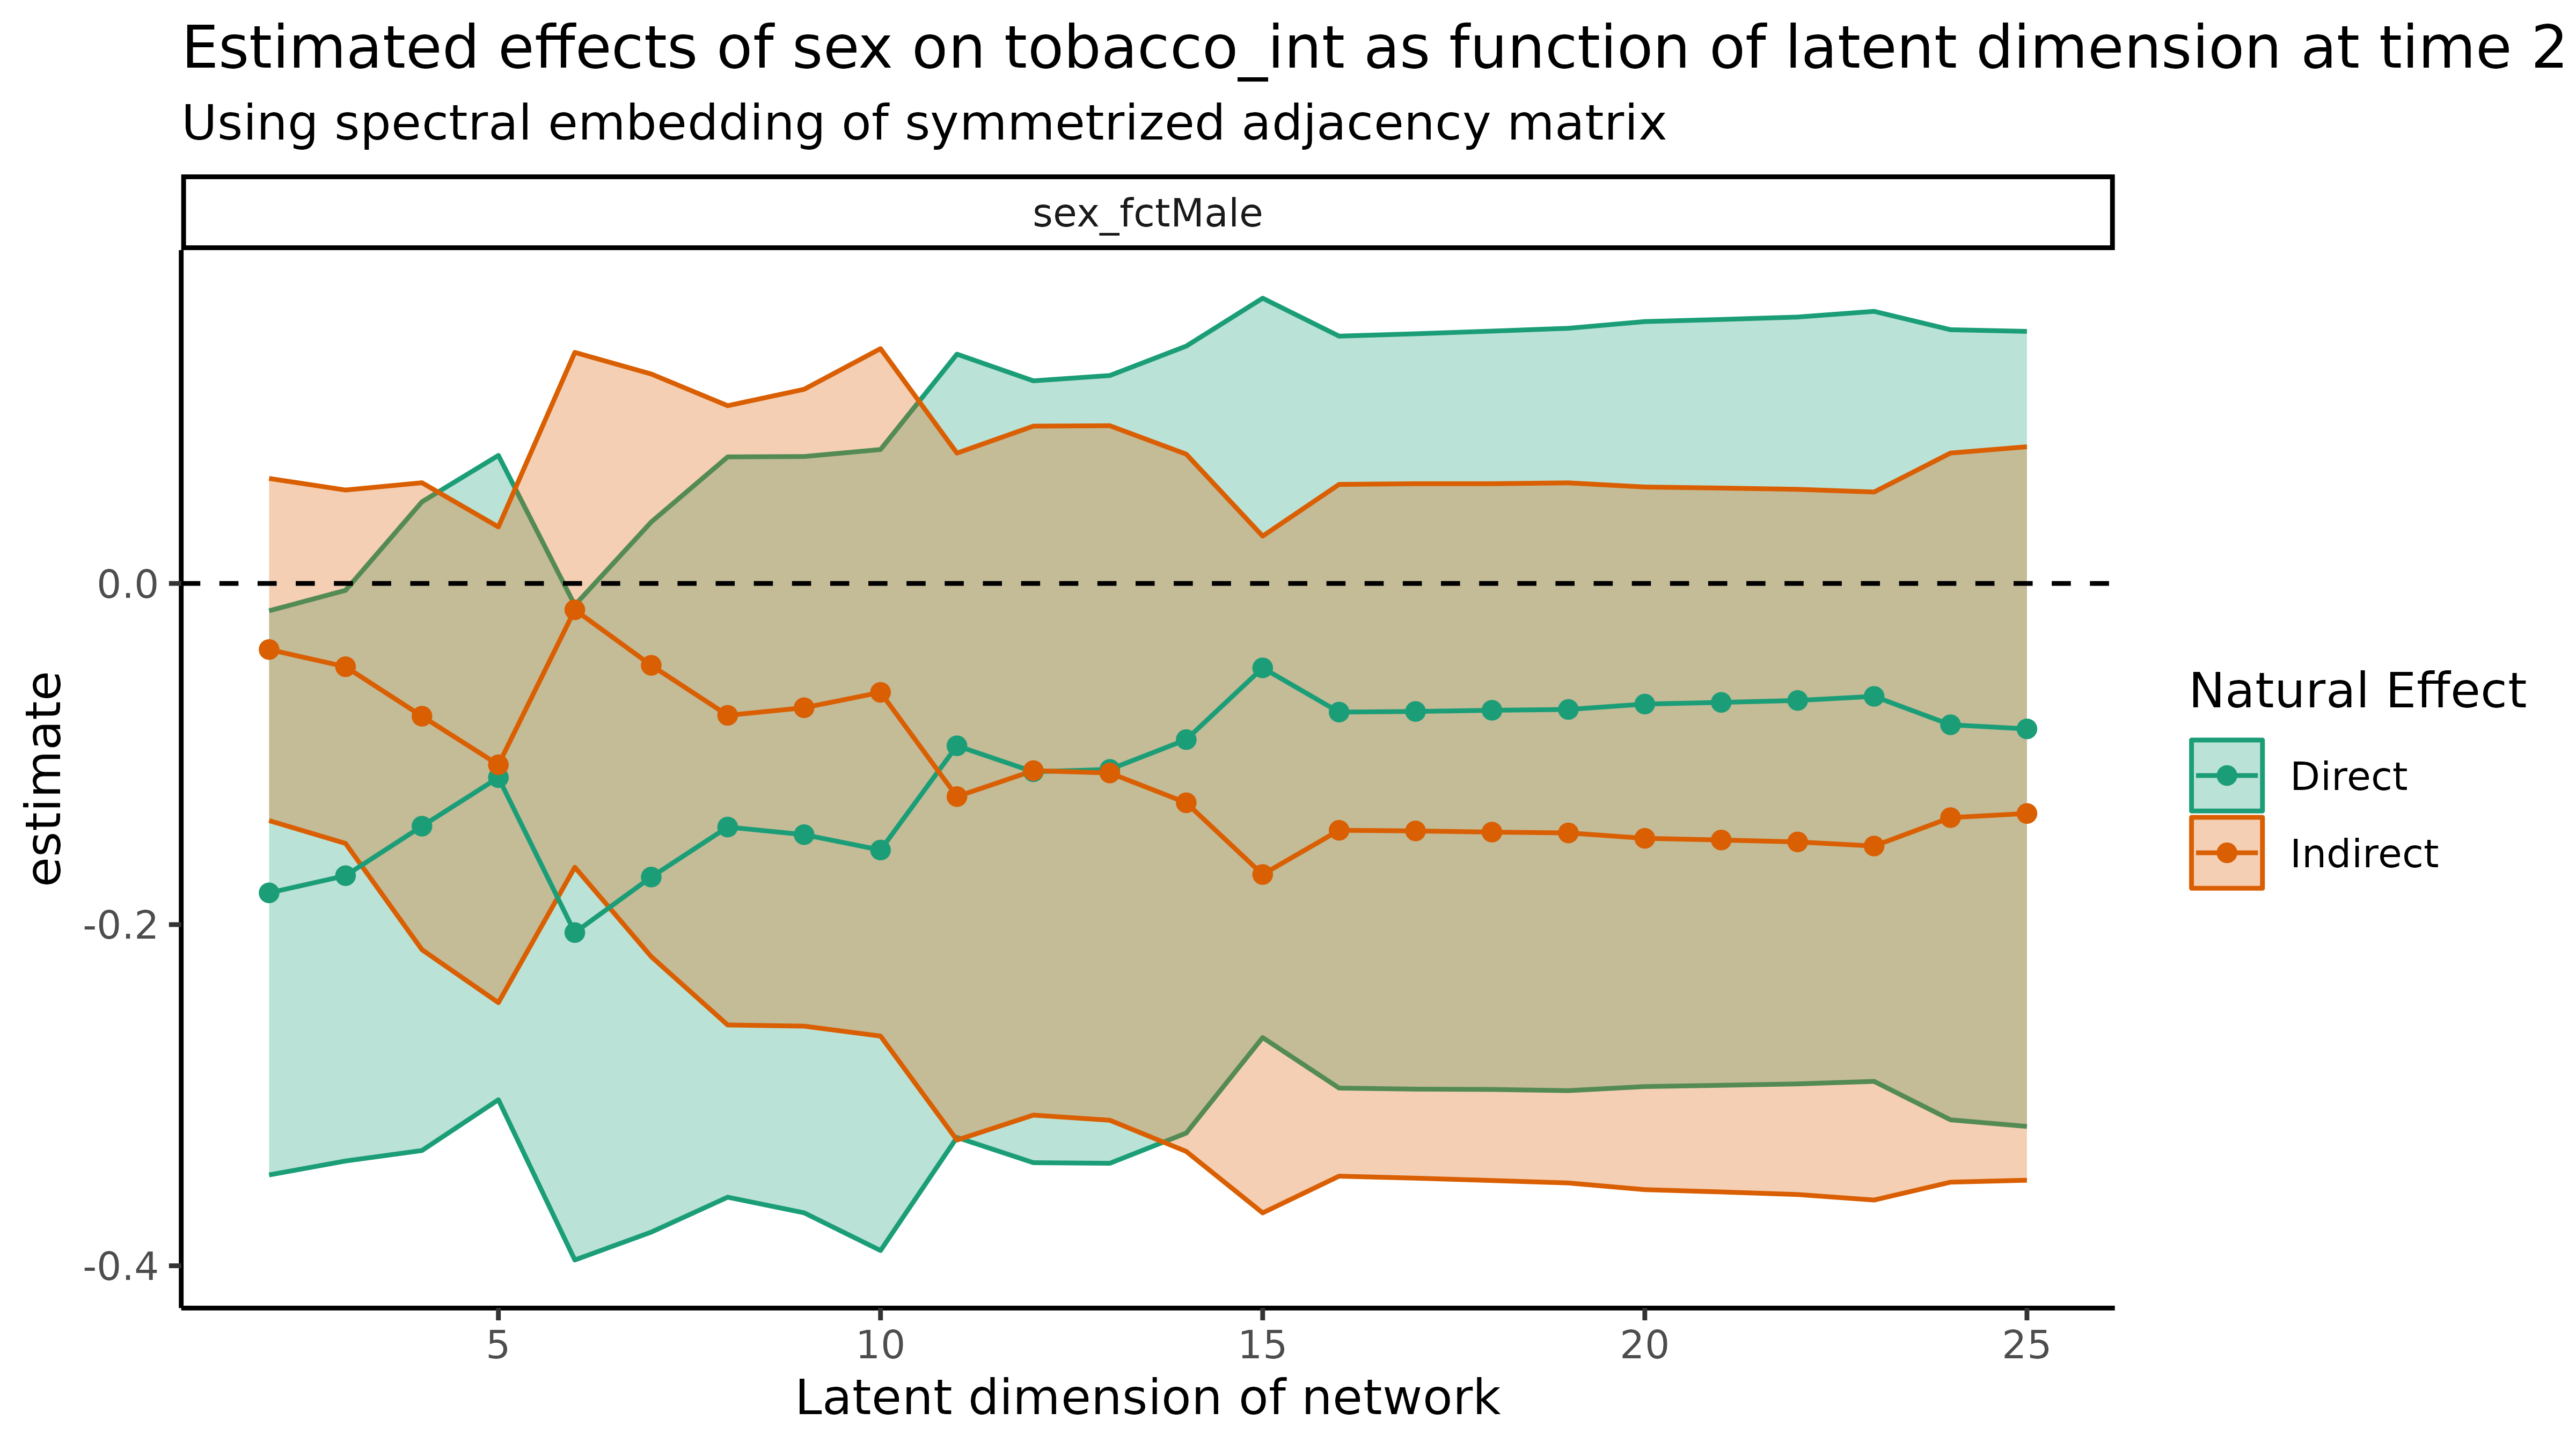 Estimated effects of sex on tobacco_int as function of latent dimension at time 2
Using spectral embedding of symmetrized adjacency matrix
sex_fctMale
0.0
-0.2
-0.4
estimate
5 10 15 20 25
Latent dimension of network
Natural Effect
Direct
Indirect